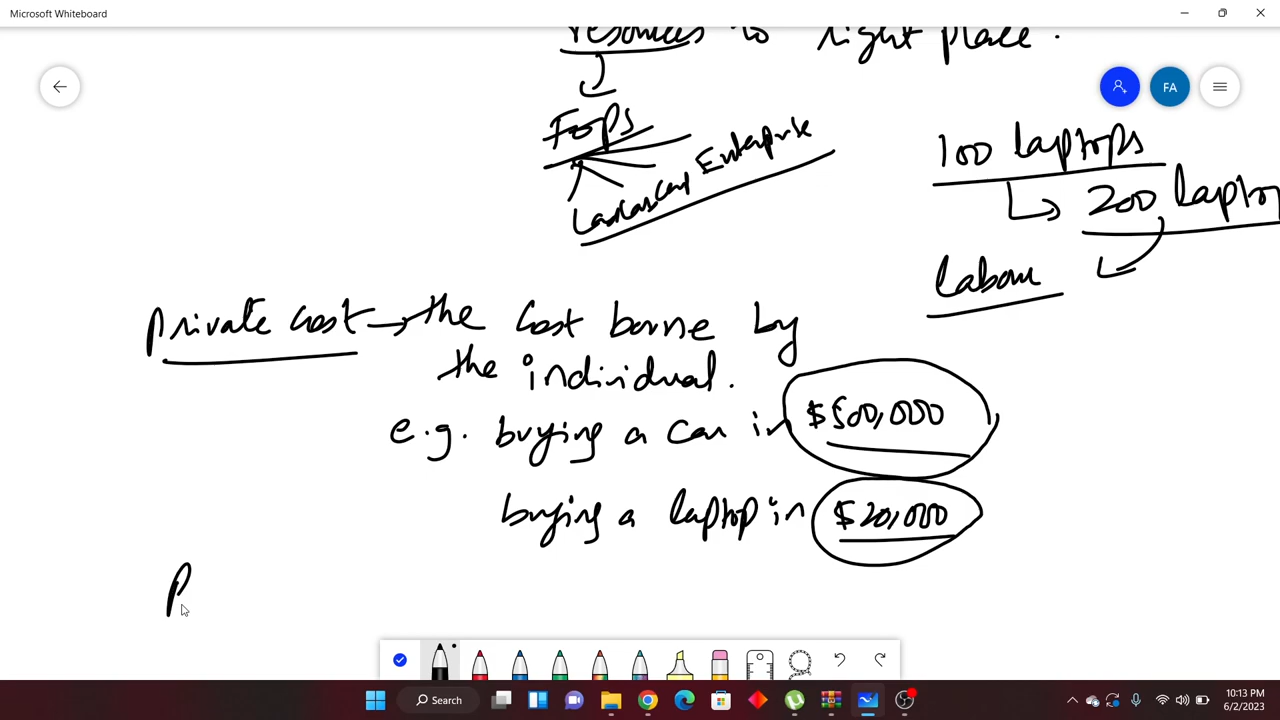 Microsoft Whiteboard
resources to right place.
FOPs
Enterprise
FA
100 laptops
200
labour
private cost → the cost borne by
the individual.
e.g. buying a car in $500,000
buying a laptop in $20,000
P
Search
10:13 PM
6/2/2023